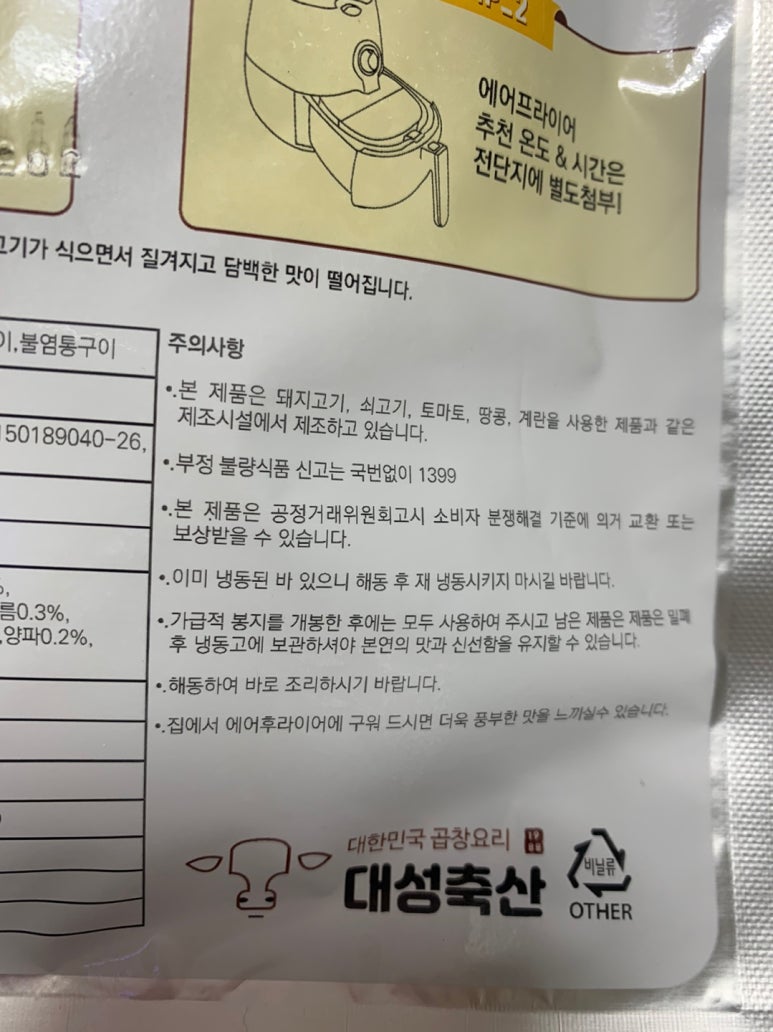 에어프라이어
추천 온도 & 시간은
전단지에 별도첨부!
고기가 식으면서 질겨지고 담백한 맛이 떨어집니다.
이,불염통구이
150189040-26,
름0.3%,
양파0.2%,
주의사항
•.본 제품은 돼지고기, 쇠고기, 토마토, 땅콩, 계란을 사용한 제품과 같은
제조시설에서 제조하고 있습니다.
•.부정 불량식품 신고는 국번없이 1399
•.본 제품은 공정거래위원회고시 소비자 분쟁해결 기준에 의거 교환 또는
보상받을 수 있습니다.
•.이미 냉동된 바 있으니 해동 후 재 냉동시키지 마시길 바랍니다.
•.가급적 봉지를 개봉한 후에는 모두 사용하여 주시고 남은 제품은 제품은 밀폐
후 냉동고에 보관하셔야 본연의 맛과 신선함을 유지할 수 있습니다.
•.해동하여 바로 조리하시기 바랍니다.
•.집에서 에어후라이어에 구워 드시면 더욱 풍부한 맛을 느끼실수 있습니다.
대한민국 곱창요리
대성축산
비닐류
OTHER